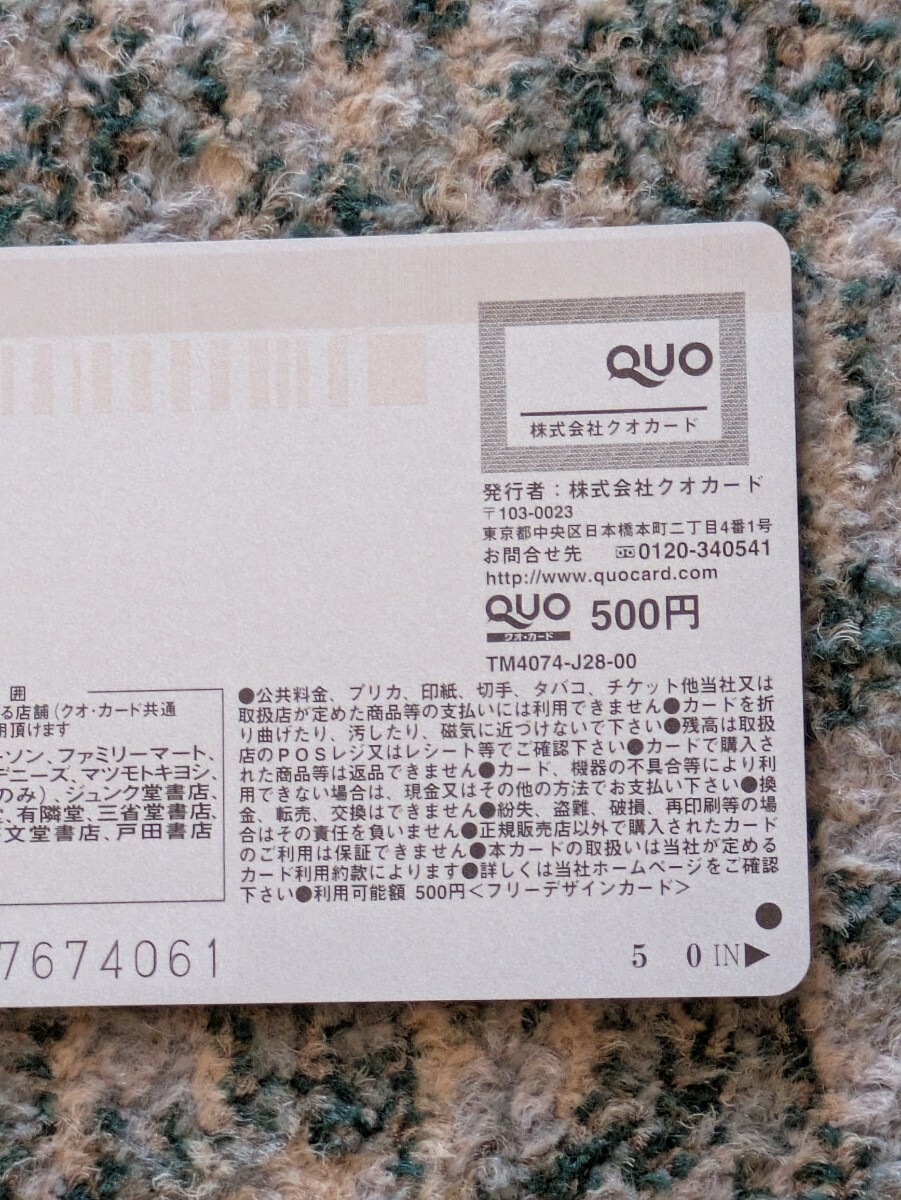 QUO
株式会社クオカード
発行者：株式会社クオカード
〒103-0023
東京都中央区日本橋本町二丁目4番1号
お問合せ先 0120-340541
http://www.quocard.com
QUO 500円
クオ・カード
TM4074-J28-00
囲
る店舗（クオ・カード共通
用頂けます
ーソン、ファミリーマート、
デニーズ、マツモトキヨシ、
のみ）、ジュンク堂書店、
、有隣堂、三省堂書店、
文堂書店、戸田書店
●公共料金、プリカ、印紙、切手、タバコ、チケット他当社又は
取扱店が定めた商品等の支払いには利用できません●カードを折
り曲げたり、汚したり、磁気に近づけないで下さい●残高は取扱
店のPOSレジ又はレシート等でご確認下さい●カードで購入さ
れた商品等は返品できません●カード、機器の不具合等により利
用できない場合は、現金又はその他の方法でお支払い下さい●換
金、転売、交換はできません●紛失、盗難、破損、再印刷等の場
合はその責任を負いません●正規販売店以外で購入されたカード
のご利用は保証できません●本カードの取扱いは当社が定める
カード利用約款によります●詳しくは当社ホームページをご確認
下さい●利用可能額 500円＜フリーデザインカード＞
7674061
5 0 IN▶